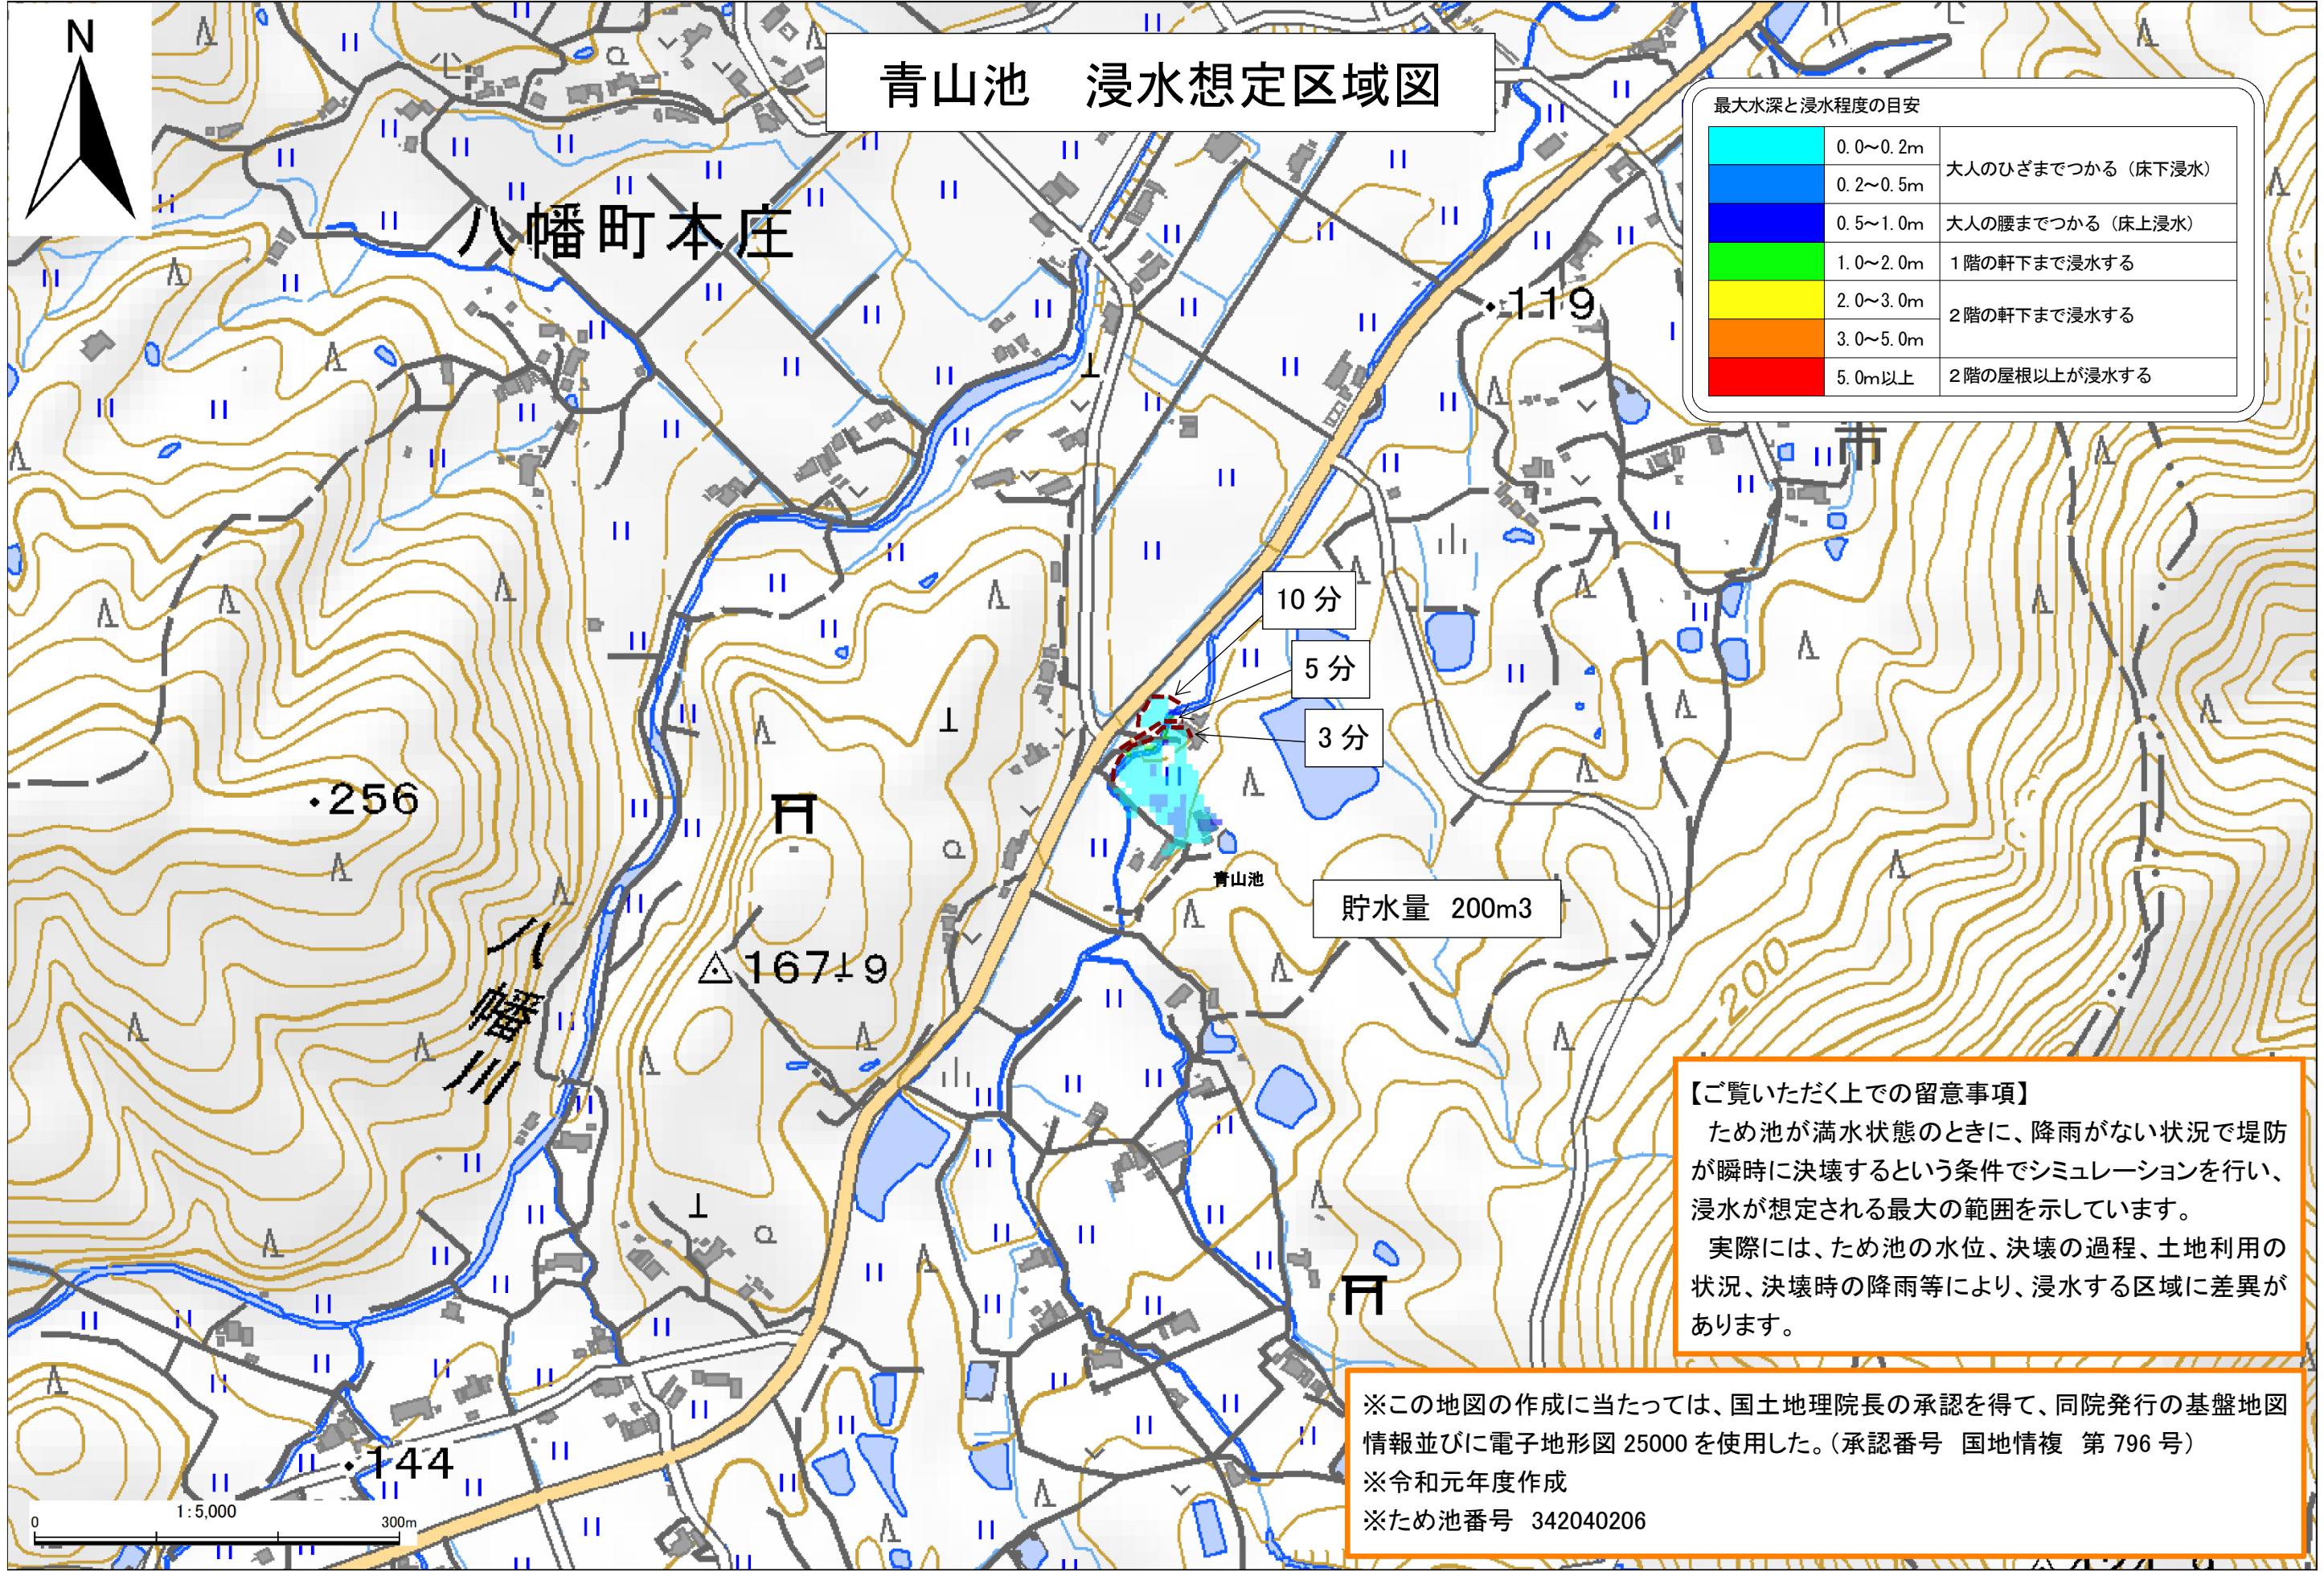 N
青山池　浸水想定区域図
最大水深と浸水程度の目安
0.0～0.2m
大人のひざまでつかる（床下浸水）
0.2～0.5m
0.5～1.0m
大人の腰までつかる（床上浸水）
1.0～2.0m
１階の軒下まで浸水する
2.0～3.0m
２階の軒下まで浸水する
3.0～5.0m
5.0m以上
２階の屋根以上が浸水する
八幡町本庄
119
市
10 分
5 分
3 分
256
青山池
貯水量　200m3
八幡川
167.9
200
【ご覧いただく上での留意事項】
ため池が満水状態のときに、降雨がない状況で堤防
が瞬時に決壊するという条件でシミュレーションを行い、
浸水が想定される最大の範囲を示しています。
実際には、ため池の水位、決壊の過程、土地利用の
状況、決壊時の降雨等により、浸水する区域に差異が
あります。
※この地図の作成に当たっては、国土地理院長の承認を得て、同院発行の基盤地図
情報並びに電子地形図 25000 を使用した。（承認番号　国地情複　第 796 号）
※令和元年度作成
※ため池番号　342040206
144
1：5,000
0
300m